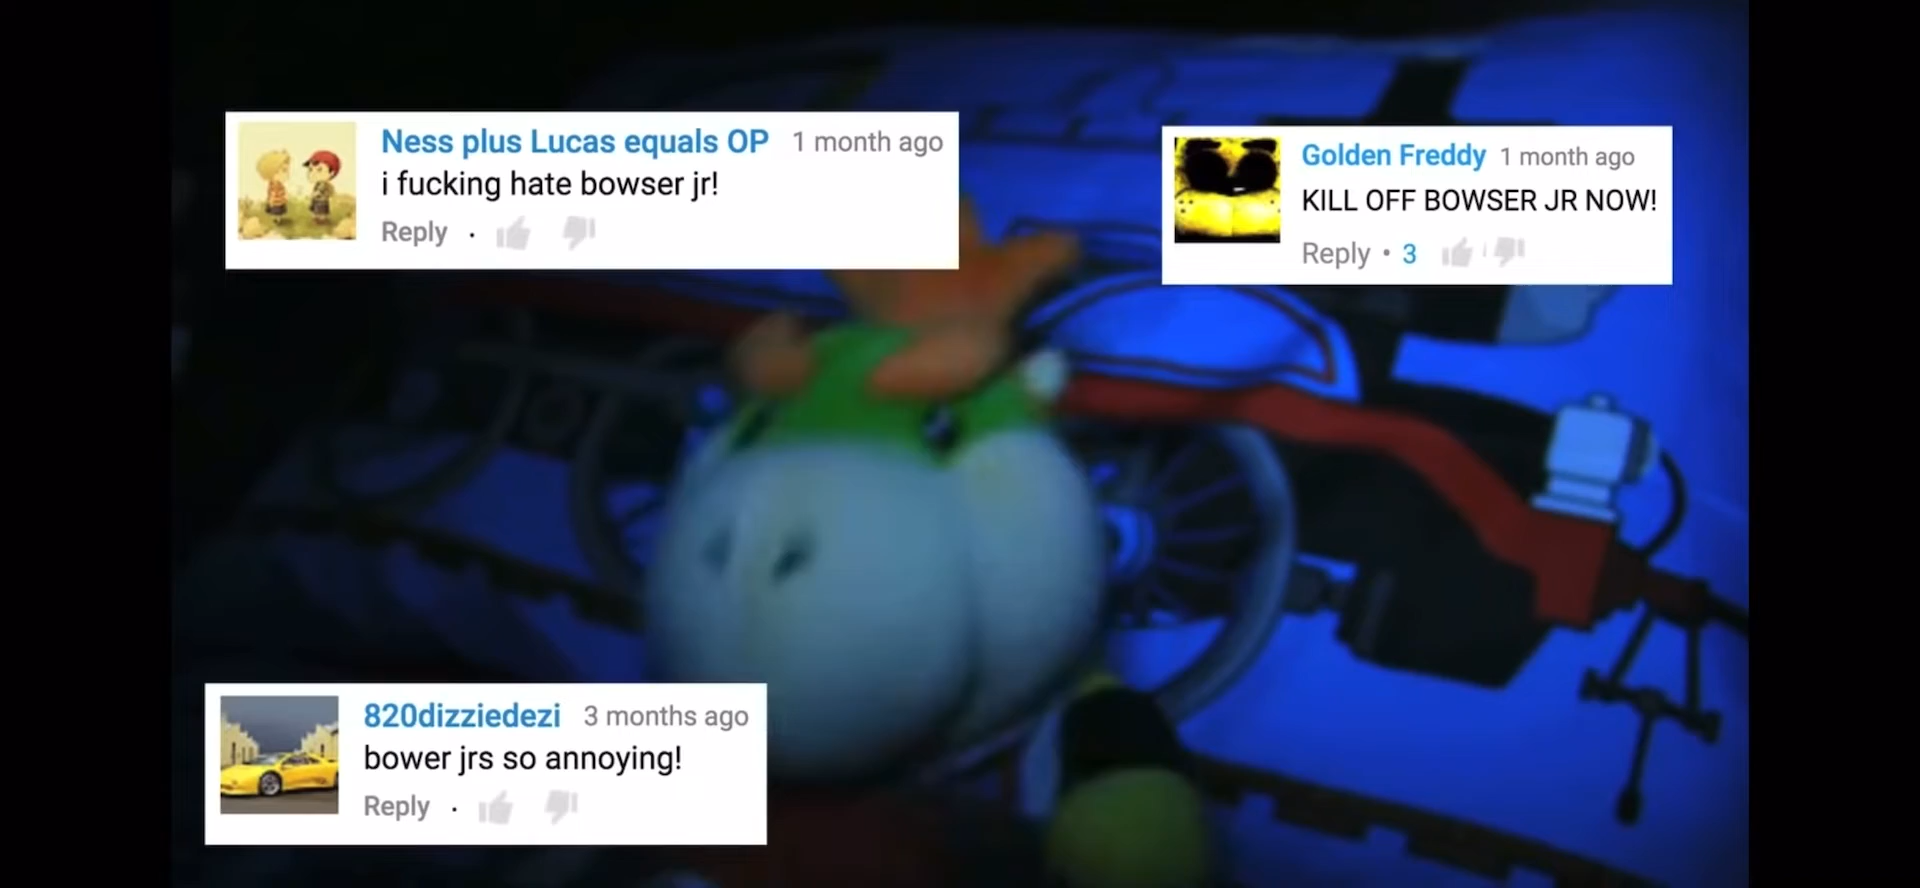 Ness plus Lucas equals OP 1 month ago
i fucking hate bowser jr!
Reply ·
Golden Freddy 1 month ago
KILL OFF BOWSER JR NOW!
Reply • 3
820dizziedezi 3 months ago
bower jrs so annoying!
Reply ·